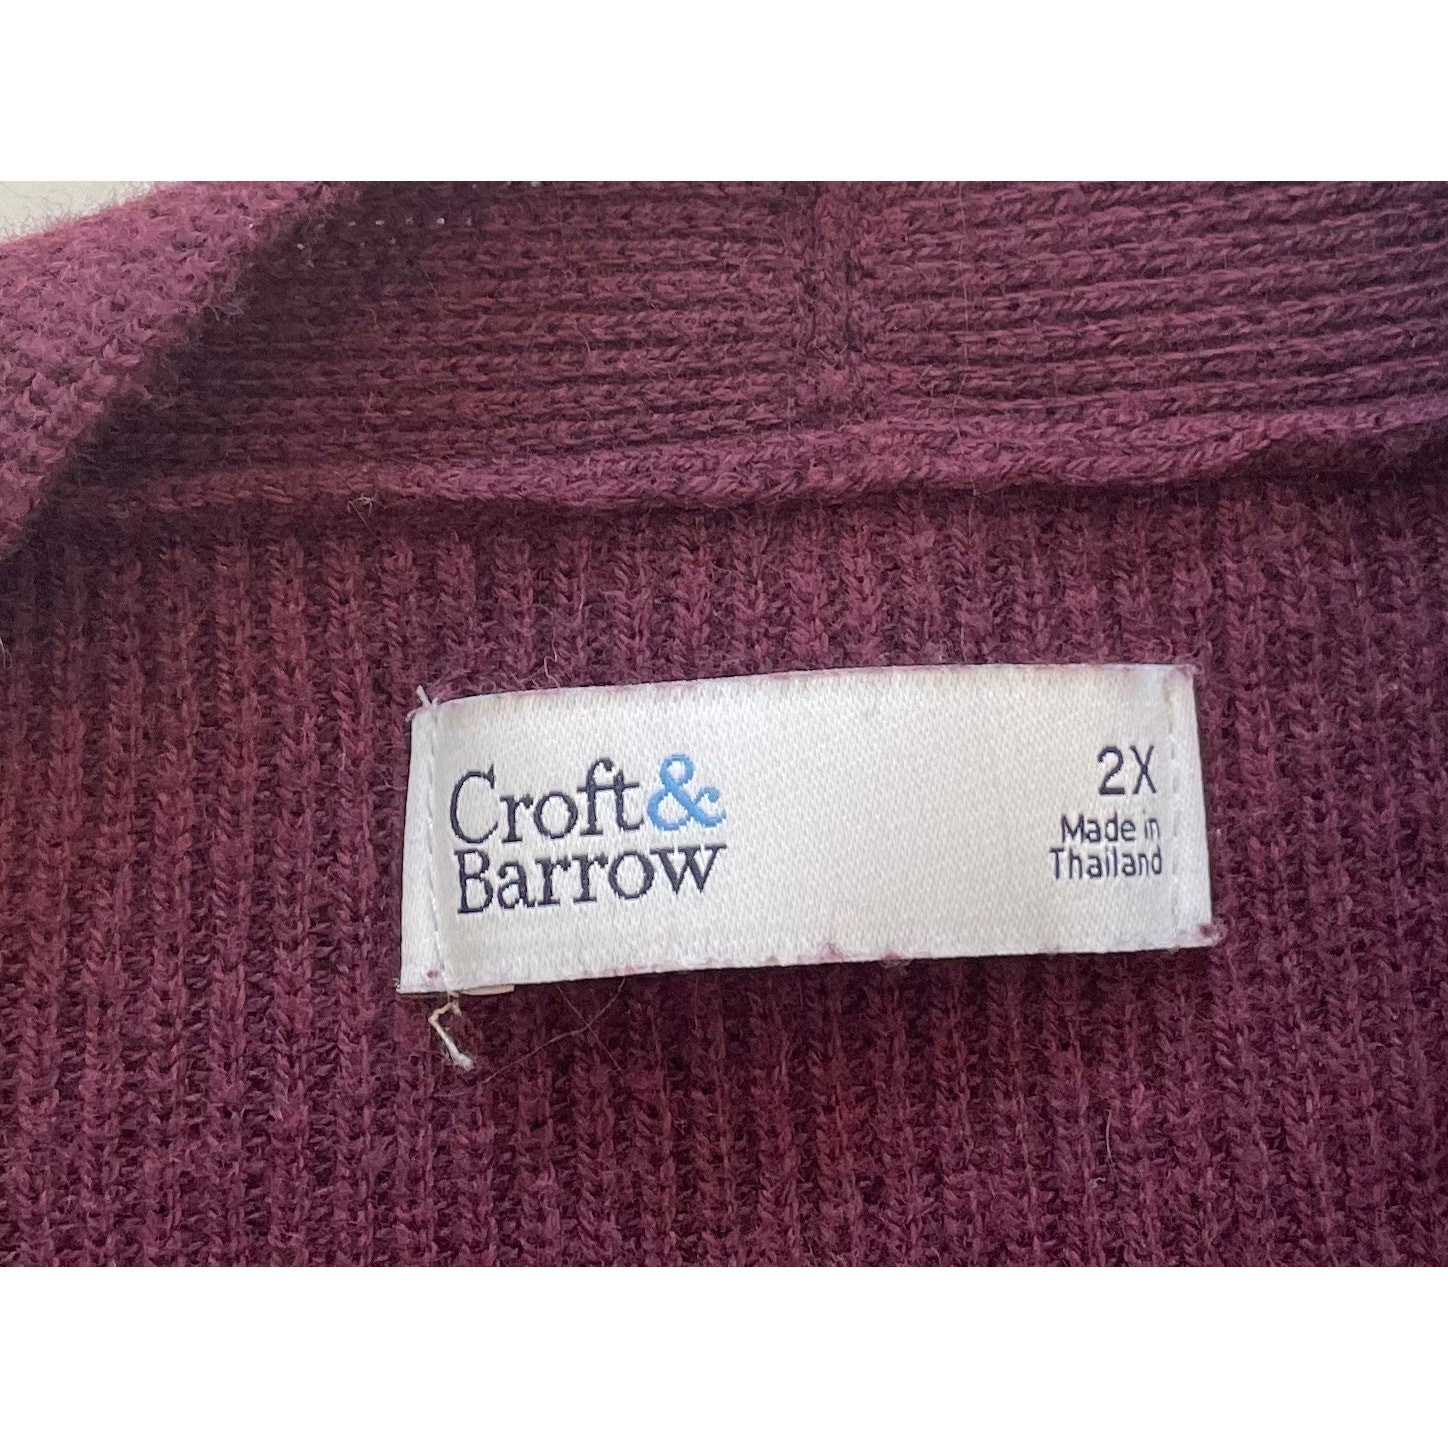 Croft&
Barrow
2X
Made in
Thailand